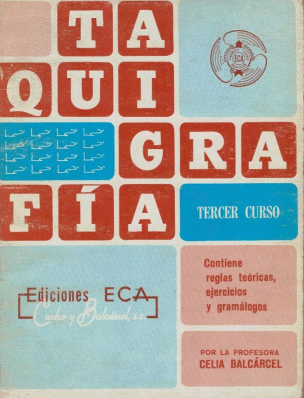 TA
QUI
GRA
FÍA
ECA
TERCER CURSO
Contiene
reglas teóricas,
ejercicios
y gramálogos
Ediciones ECA
y Balcárcel, s.c.
POR LA PROFESORA
CELIA BALCÁRCEL